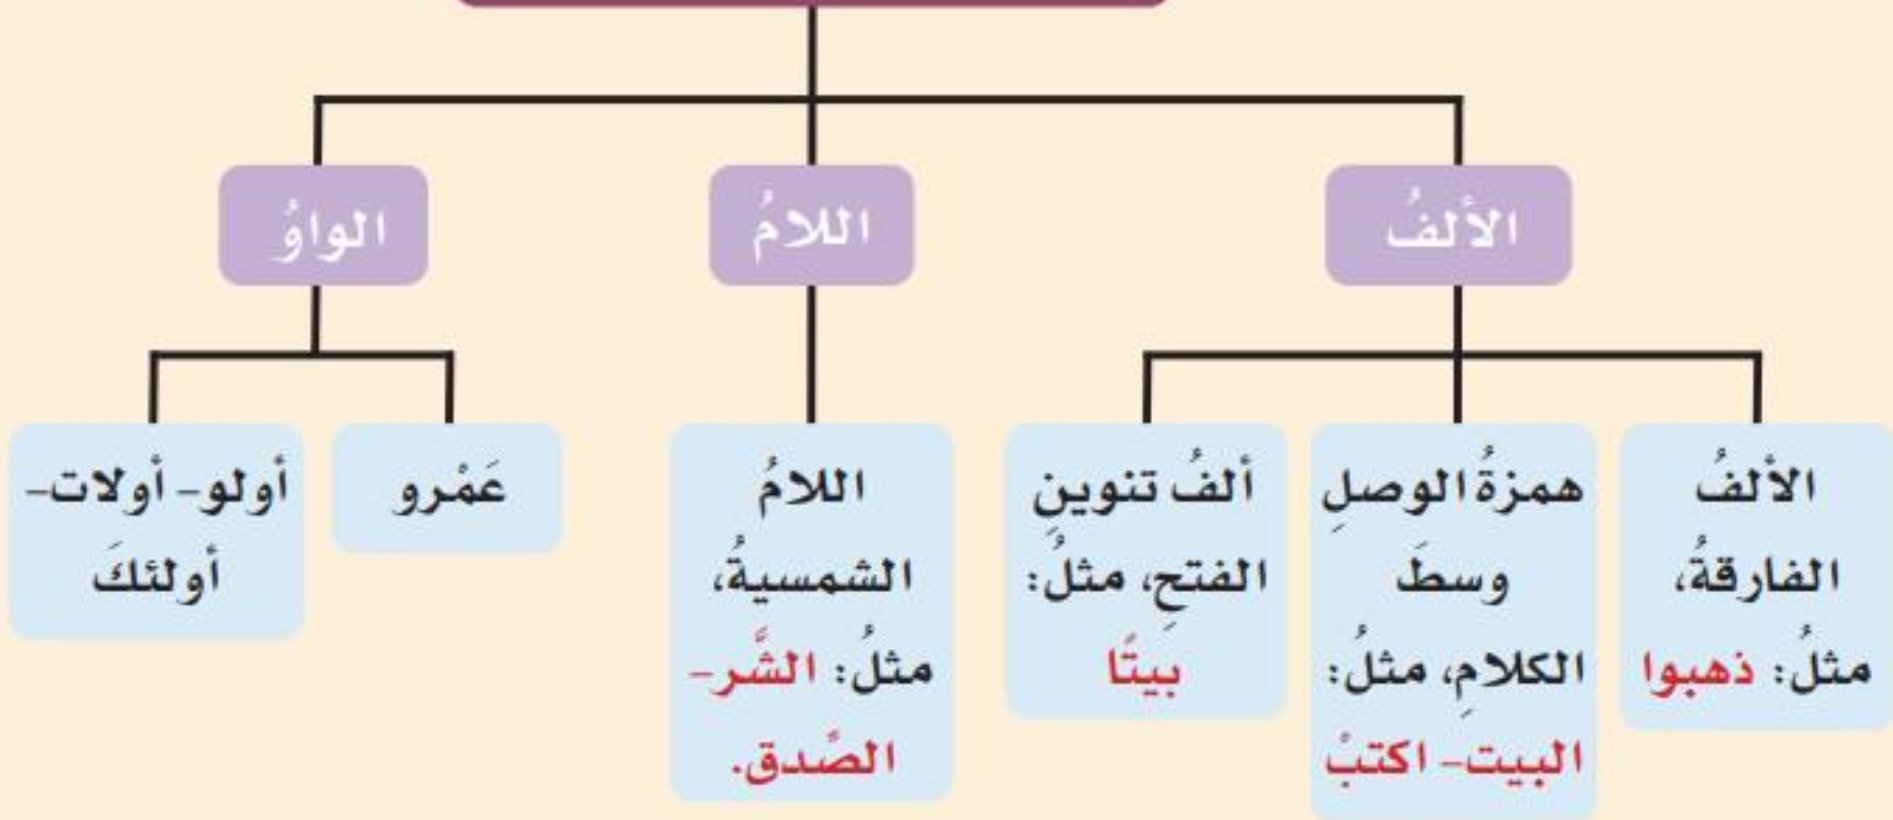 الألفُ
اللامُ
الواوُ
الألفُ
الفارقةُ،
مثلُ: ذهبوا
همزةُ الوصلِ
وسطَ
الكلامِ، مثلُ:
البيت- اكتبْ
ألفُ تنوينِ
الفتحِ، مثلُ:
بيتًا
اللامُ
الشمسيةُ،
مثلُ: الشَّر-
الصِّدق.
عَمْرو
أولو- أولات-
أولئكَ